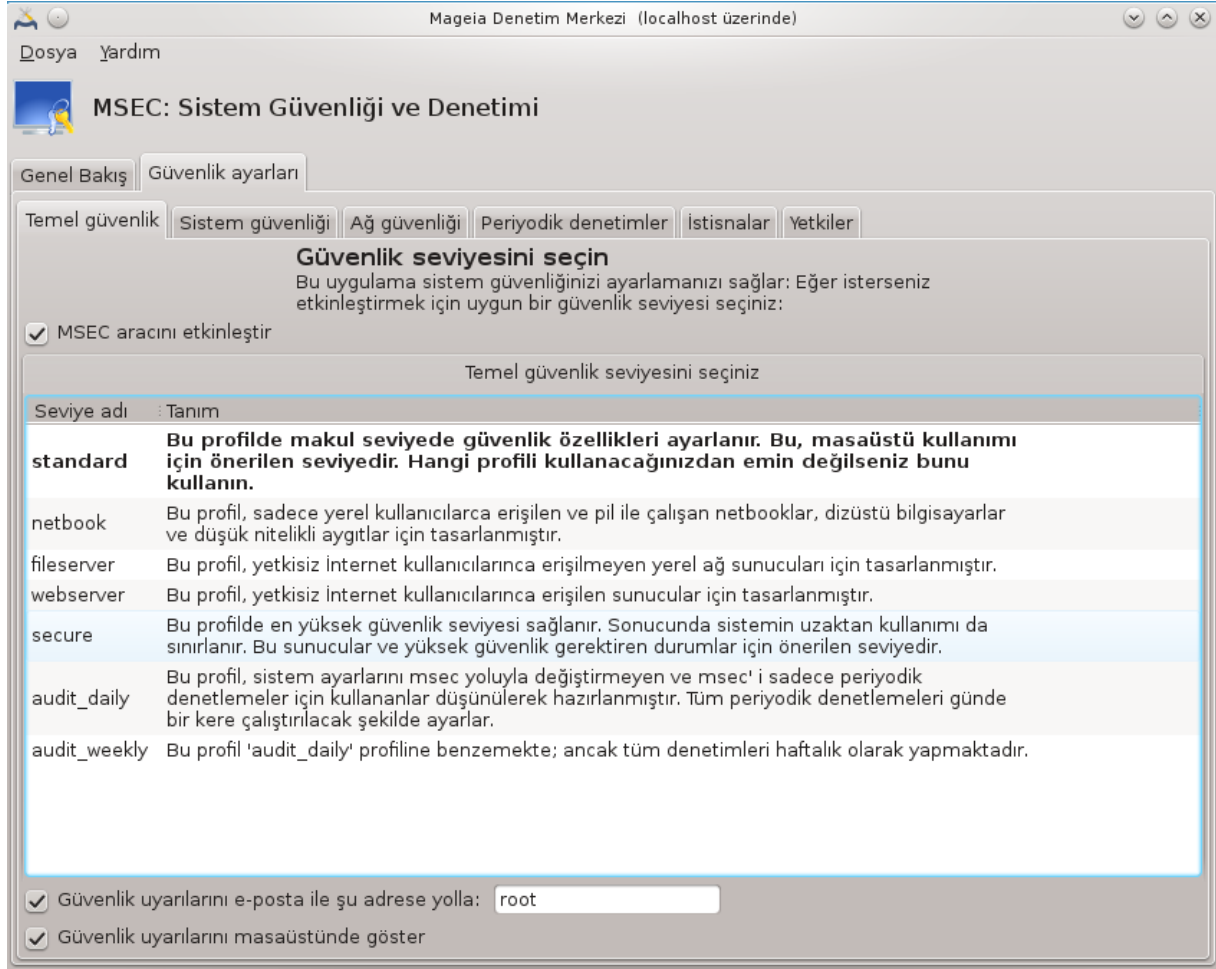 Mageia Denetim Merkezi (localhost üzerinde)
Dosya Yardım
MSEC: Sistem Güvenliği ve Denetimi
Genel Bakış Güvenlik ayarları
Temel güvenlik Sistem güvenliği Ağ güvenliği Periyodik denetimler İstisnalar Yetkiler
Güvenlik seviyesini seçin
Bu uygulama sistem güvenliğinizi ayarlamanızı sağlar: Eğer isterseniz
etkinleştirmek için uygun bir güvenlik seviyesi seçiniz:
MSEC aracını etkinleştir
Temel güvenlik seviyesini seçiniz
Seviye adı Tanım
standard Bu profilde makul seviyede güvenlik özellikleri ayarlanır. Bu, masaüstü kullanımı
için önerilen seviyedir. Hangi profili kullanacağınızdan emin değilseniz bunu
kullanın.
netbook Bu profil, sadece yerel kullanıcılarca erişilen ve pil ile çalışan netbooklar, dizüstü bilgisayarlar
ve düşük nitelikli aygıtlar için tasarlanmıştır.
fileserver Bu profil, yetkisiz İnternet kullanıcılarınca erişilmeyen yerel ağ sunucuları için tasarlanmıştır.
webserver Bu profil, yetkisiz İnternet kullanıcılarınca erişilen sunucular için tasarlanmıştır.
secure Bu profilde en yüksek güvenlik seviyesi sağlanır. Sonucunda sistemin uzaktan kullanımı da
sınırlanır. Bu sunucular ve yüksek güvenlik gerektiren durumlar için önerilen seviyedir.
audit_daily Bu profil, sistem ayarlarını msec yoluyla değiştirmeyen ve msec' i sadece periyodik
denetlemeler için kullananlar düşünülerek hazırlanmıştır. Tüm periyodik denetlemeleri günde
bir kere çalıştırılacak şekilde ayarlar.
audit_weekly Bu profil 'audit_daily' profiline benzemekte; ancak tüm denetimleri haftalık olarak yapmaktadır.
Güvenlik uyarılarını e-posta ile şu adrese yolla: root
Güvenlik uyarılarını masaüstünde göster